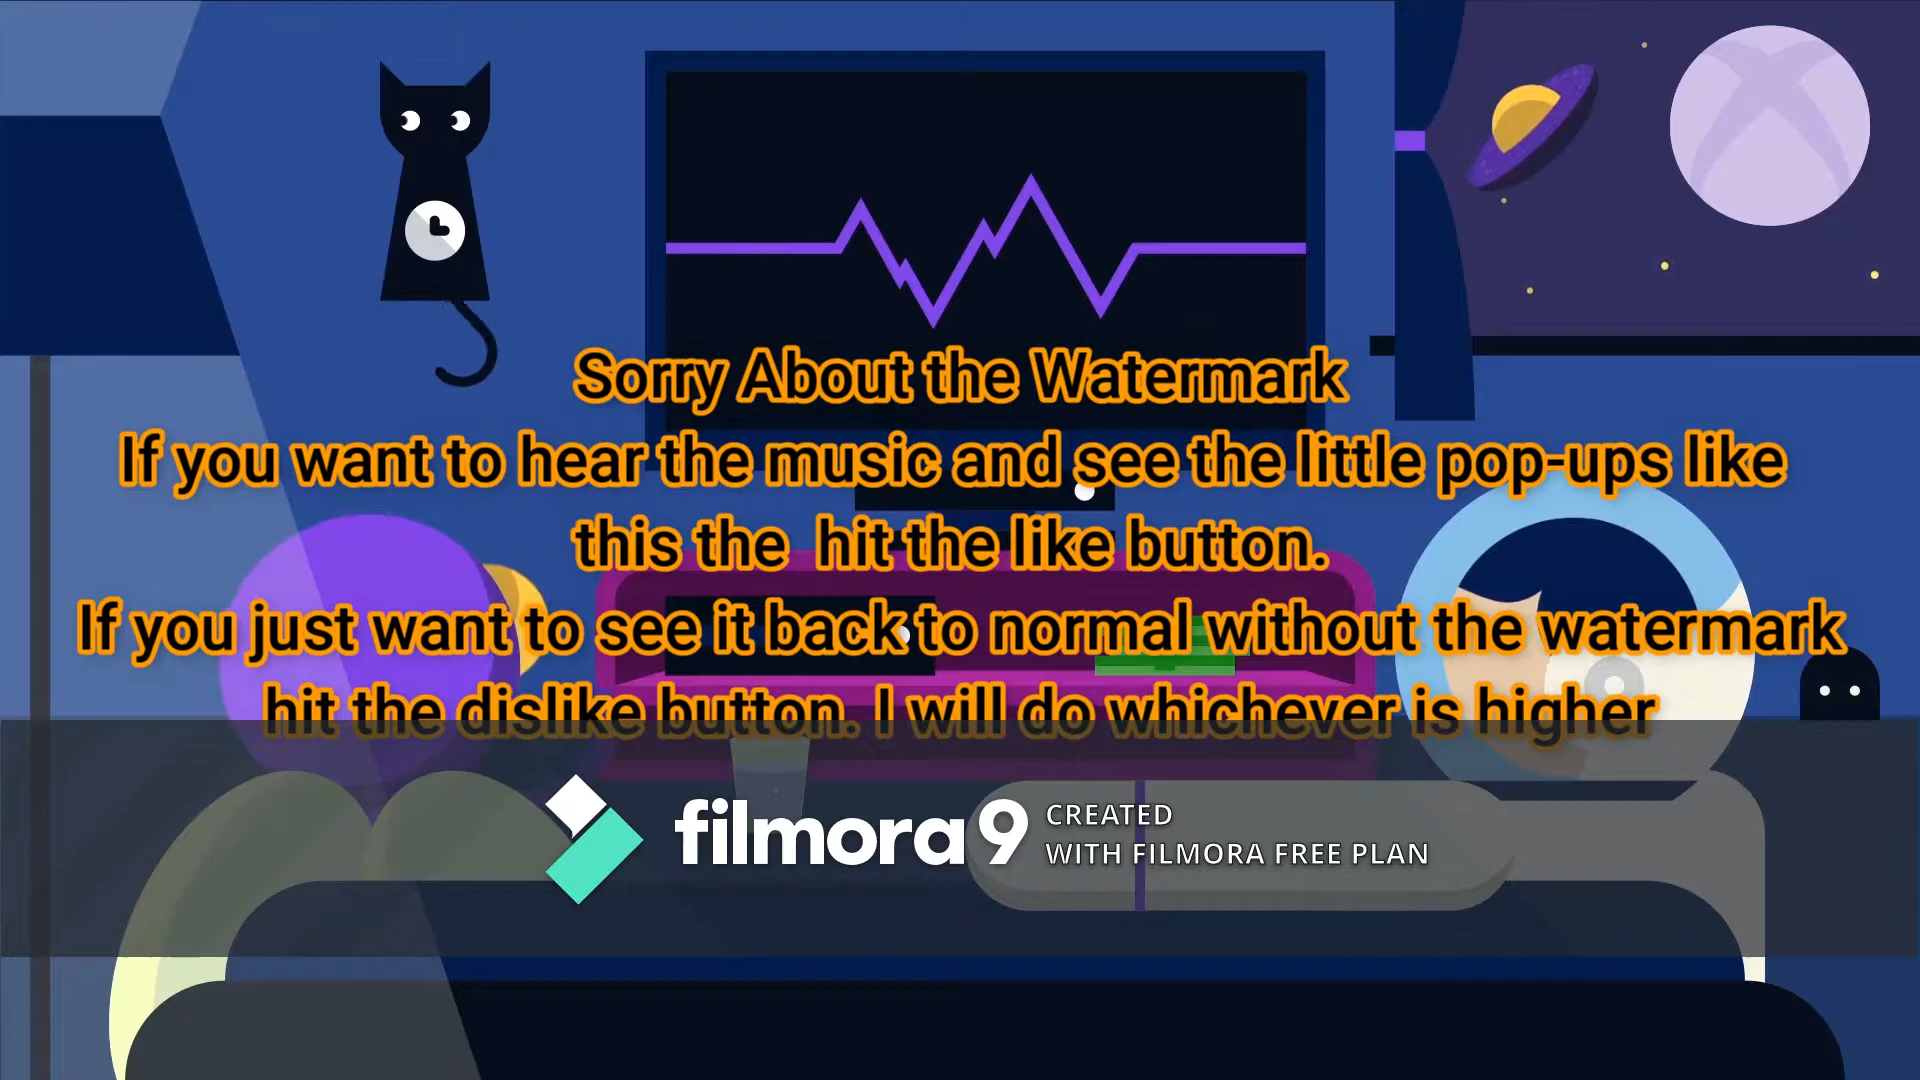 Sorry About the Watermark
If you want to hear the music and see the little pop-ups like
this the  hit the like button.
If you just want to see it back to normal without the watermark
hit the dislike button. I will do whichever is higher
filmora9 CREATED
WITH FILMORA FREE PLAN